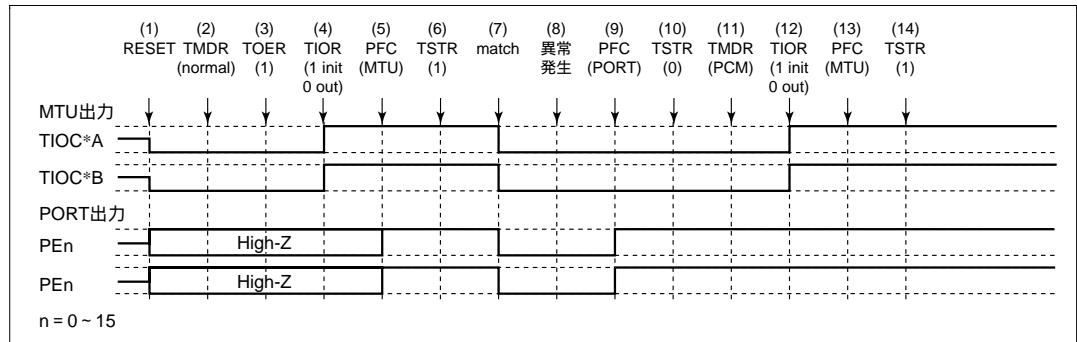 (1) (2) (3) (4) (5) (6) (7) (8) (9) (10) (11) (12) (13) (14)
RESET TMDR TOER TIOR PFC TSTR match 異常 PFC TSTR TMDR TIOR PFC TSTR
(normal) (1) (1 init (MTU) (1) 発生 (PORT) (0) (PCM) (1 init (MTU) (1)
0 out) 0 out)
MTU出力
TIOC*A
TIOC*B
PORT出力
PEn High-Z
PEn High-Z
n = 0 ~ 15